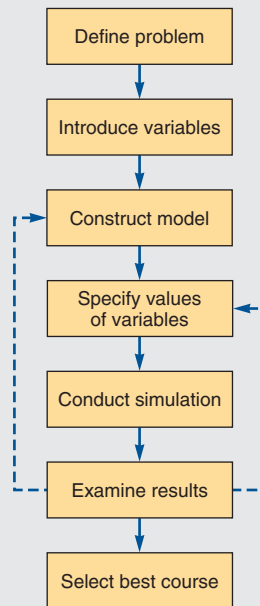 Define problem
Introduce variables
Construct model
Specify values
of variables
Conduct simulation
Examine results
Select best course